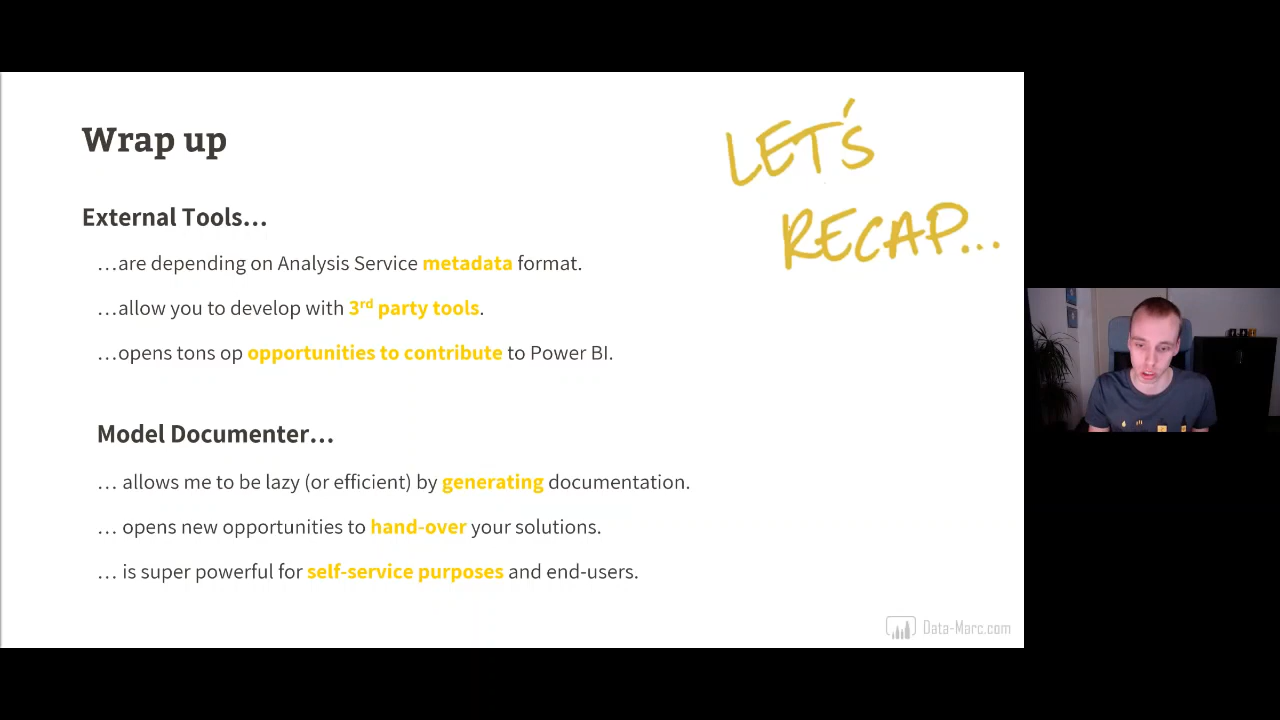 Wrap up
LET'S
RECAP...
External Tools…
…are depending on Analysis Service metadata format.
…allow you to develop with 3rd party tools.
…opens tons op opportunities to contribute to Power BI.
Model Documenter…
… allows me to be lazy (or efficient) by generating documentation.
… opens new opportunities to hand-over your solutions.
… is super powerful for self-service purposes and end-users.
Data-Marc.com